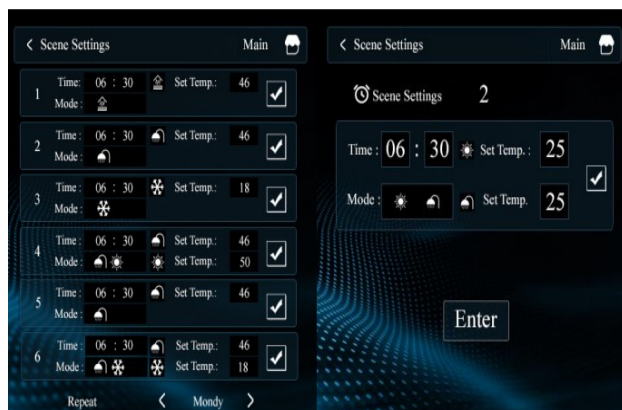 Scene Settings Main
Time: 06 : 30 Set Temp.: 46
1
Mode :
Time : 06 : 30 Set Temp.: 46
2
Mode :
Time : 06 : 30 Set Temp.: 18
3
Mode :
Time : 06 : 30 Set Temp.: 46
4
Mode : Set Temp.: 50
Time : 06 : 30 Set Temp.: 46
5
Mode :
Time : 06 : 30 Set Temp.: 46
6
Mode : Set Temp.: 18
Repeat < Mondy >
Scene Settings Main
Scene Settings 2
Time : 06 : 30 Set Temp. : 25
Mode : Set Temp. 25
Enter